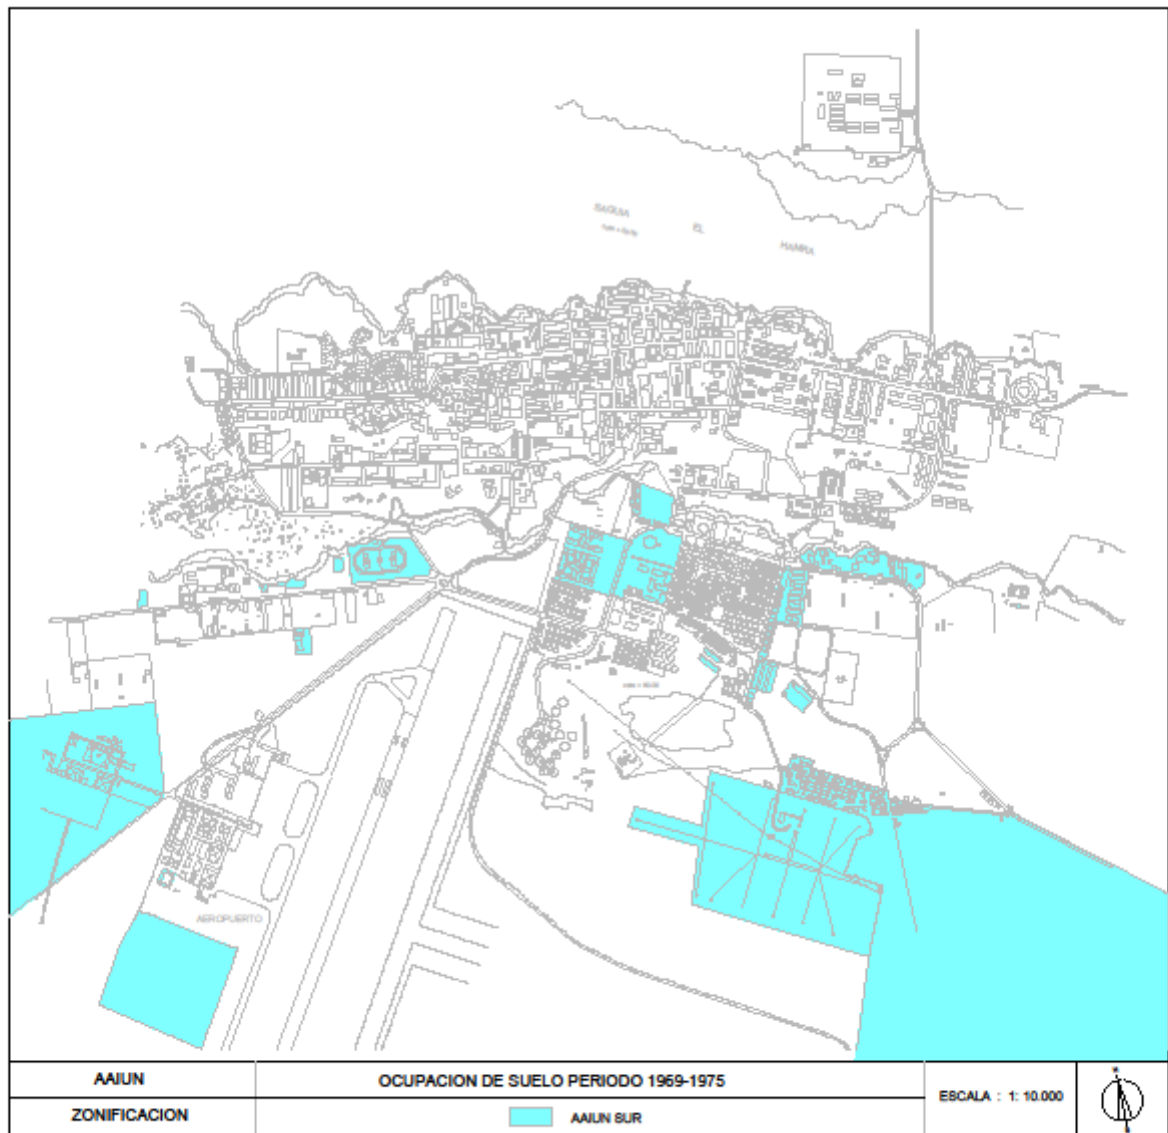 SAGUIA EL HAMRA
AEROPUERTO
AAIUN
OCUPACION DE SUELO PERIODO 1969-1975
ESCALA : 1: 10.000
ZONIFICACION
AAIUN SUR